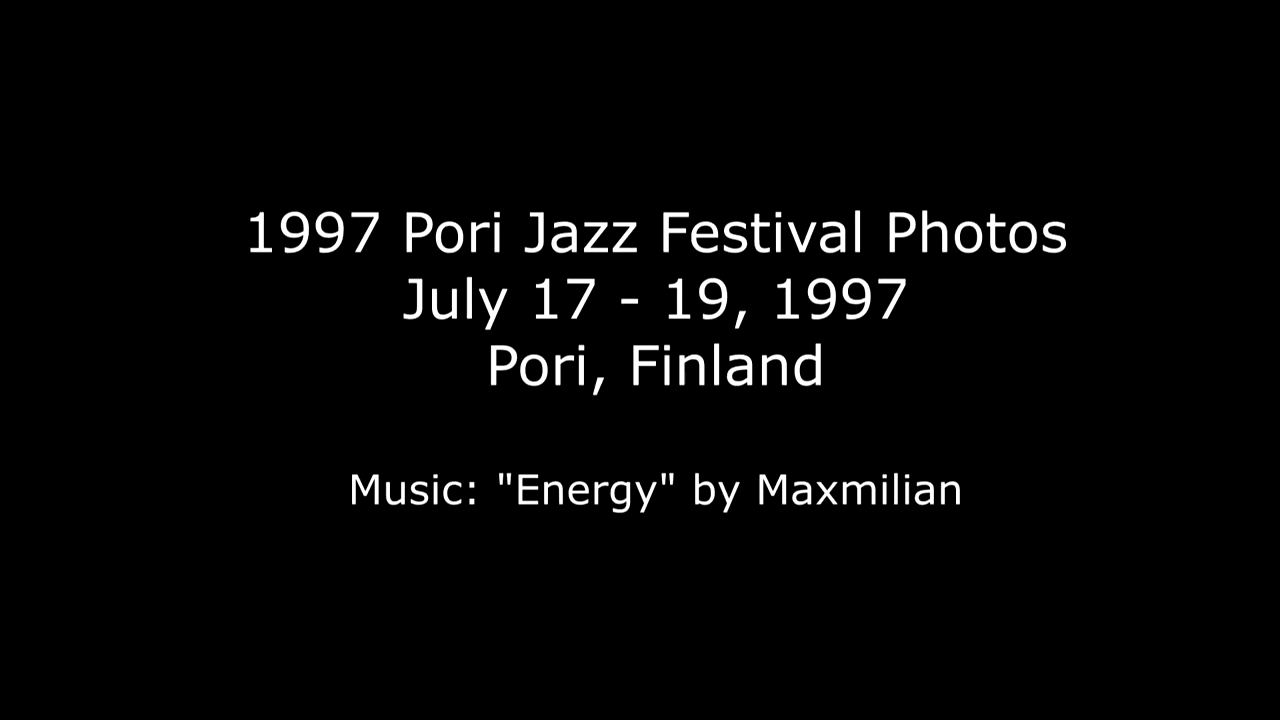 1997 Pori Jazz Festival Photos
July 17 - 19, 1997
Pori, Finland
Music: "Energy" by Maxmilian